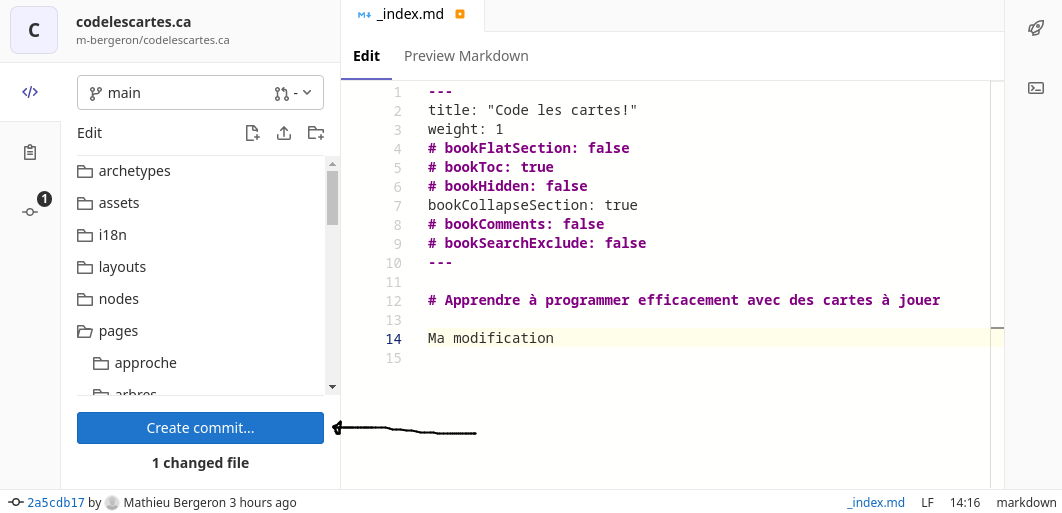 C
codelescartes.ca
m-bergeron/codelescartes.ca
_index.md
Edit Preview Markdown
main -
Edit
archetypes
assets
i18n
layouts
nodes
pages
approche
arbres
1
Create commit...
1 changed file
1 ---
2 title: "Code les cartes!"
3 weight: 1
4 # bookFlatSection: false
5 # bookToc: true
6 # bookHidden: false
7 bookCollapseSection: true
8 # bookComments: false
9 # bookSearchExclude: false
10 ---
11
12 # Apprendre à programmer efficacement avec des cartes à jouer
13
14 Ma modification
15
2a5cdb17 by Mathieu Bergeron 3 hours ago
_index.md LF 14:16 markdown